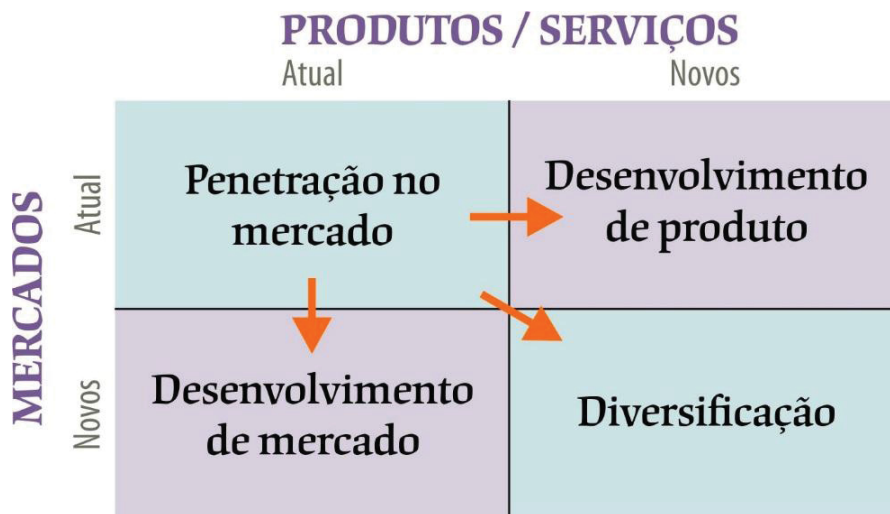 PRODUTOS / SERVIÇOS
Atual
Novos
MERCADOS
Atual
Penetração no
mercado
Desenvolvimento
de produto
Novos
Desenvolvimento
de mercado
Diversificação